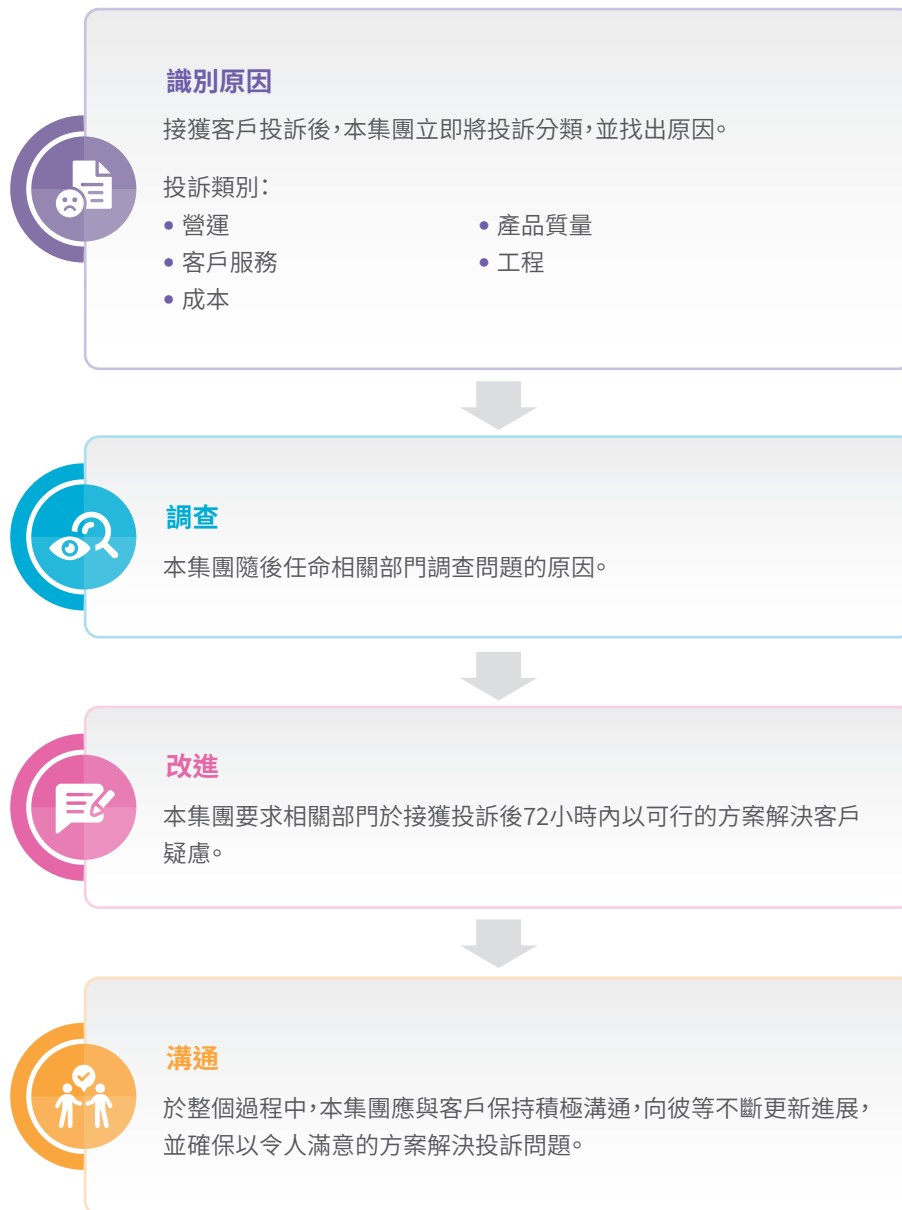 識別原因
接獲客戶投訴後，本集團立即將投訴分類，並找出原因。
投訴類別：
• 營運
• 產品質量
• 客戶服務
• 工程
• 成本
調查
本集團隨後任命相關部門調查問題的原因。
改進
本集團要求相關部門於接獲投訴後72小時內以可行的方案解決客戶
疑慮。
溝通
於整個過程中，本集團應與客戶保持積極溝通，向彼等不斷更新進展，
並確保以令人滿意的方案解決投訴問題。